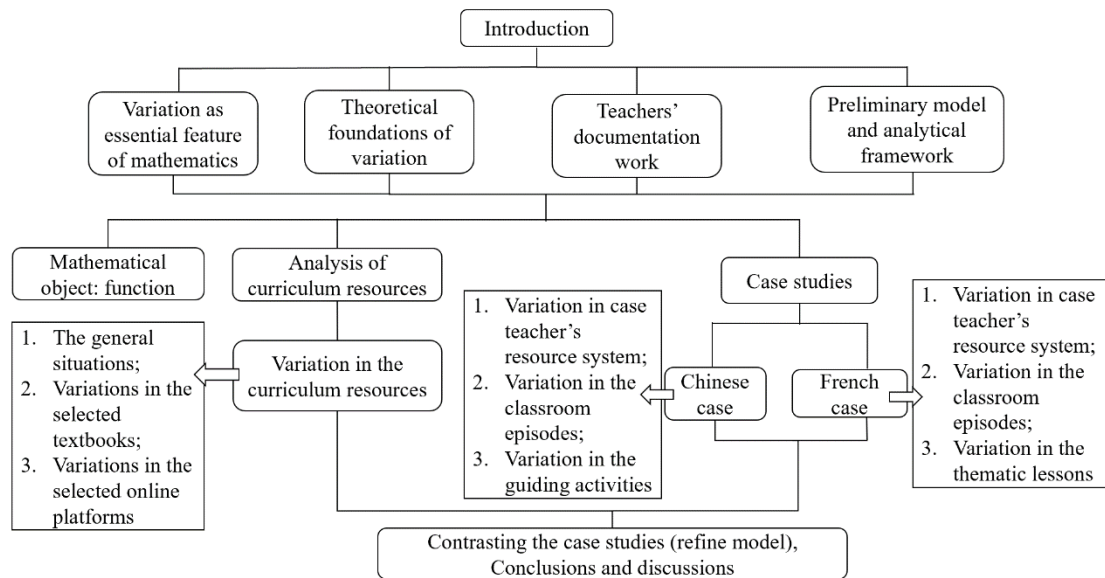 Introduction
Variation as
essential feature
of mathematics
Theoretical
foundations of
variation
Teachers’
documentation
work
Preliminary model
and analytical
framework
Mathematical
object: function
Analysis of
curriculum resources
Case studies
1. The general
situations;
2. Variations in the
selected
textbooks;
3. Variations in the
selected online
platforms
Variation in the
curriculum resources
1. Variation in case
teacher’s
resource system;
2. Variation in the
classroom
episodes;
3. Variation in the
guiding activities
Chinese
case
French
case
1. Variation in case
teacher’s
resource system;
2. Variation in the
classroom
episodes;
3. Variation in the
thematic lessons
Contrasting the case studies (refine model),
Conclusions and discussions